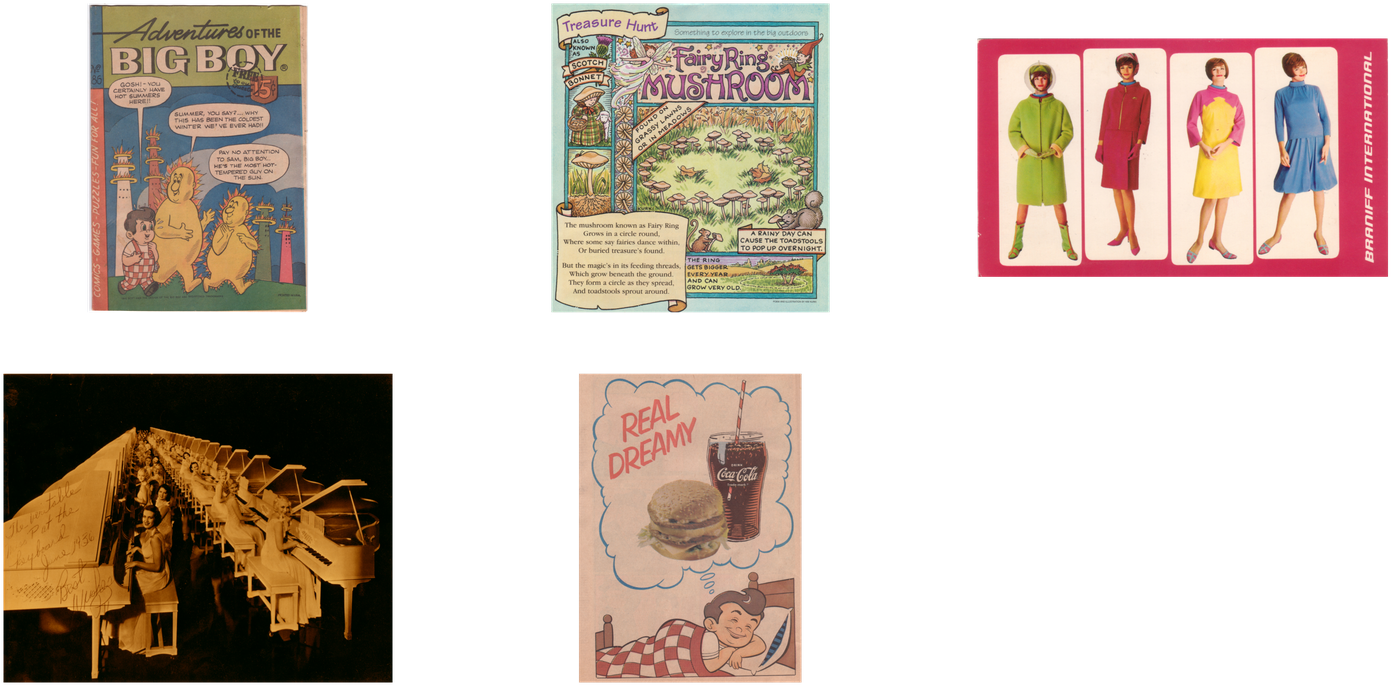 Adventures OF THE
BIG BOY®
FREE
15¢
COMICS - GAMES - PUZZLES - FUN FOR ALL!
GOSH! - YOU
CERTAINLY HAVE
HOT SUMMERS
HERE!!
SUMMER, YOU SAY?....WHY
THIS HAS BEEN THE COLDEST
WINTER WE'VE EVER HAD!!
PAY NO ATTENTION
TO SAM, BIG BOY...
HE'S THE MOST HOT-
TEMPERED GUY ON
THE SUN.
Treasure Hunt
Something to explore in the big outdoors
ALSO
KNOWN
AS
SCOTCH
BONNET
Fairy Ring
MUSHROOM
FOUND ON
GRASSY LAWNS
OR IN MEADOWS
The mushroom known as Fairy Ring
Grows in a circle round,
Where some say fairies dance within,
Or buried treasure's found.
But the magic's in its feeding threads,
Which grow beneath the ground.
They form a circle as they spread,
And toadstools sprout around.
A RAINY DAY CAN
CAUSE THE TOADSTOOLS
TO POP UP OVERNIGHT.
THE RING
GETS BIGGER
EVERY YEAR
AND CAN
GROW VERY OLD.
BRANIFF INTERNATIONAL
at the
keyboard
1936
REAL
DREAMY
DRINK
Coca-Cola